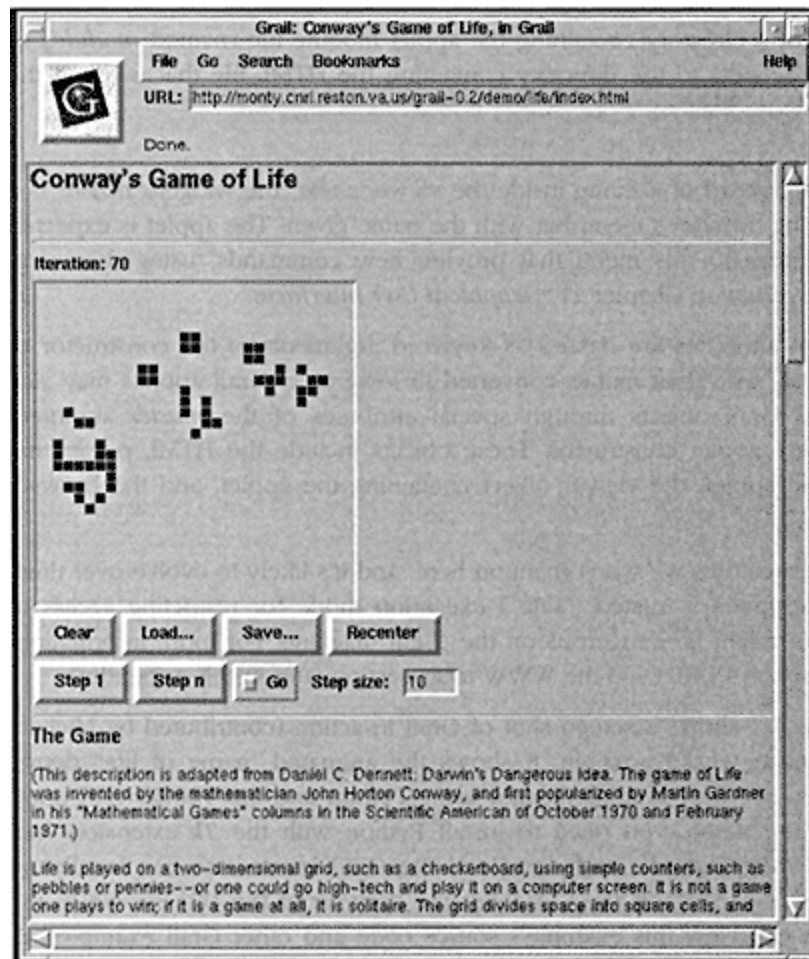 Grail: Conway's Game of Life, in Grail
File Go Search Bookmarks Help
G
URL: http://monty.cnri.reston.va.us/grail-0.2/demo/life/index.html
Done.
Conway's Game of Life
Iteration: 70
Clear Load... Save... Recenter
Step 1 Step n Go Step size: 10
The Game
(This description is adapted from Daniel C. Dennett: Darwin's Dangerous Idea. The game of Life
was invented by the mathematician John Horton Conway, and first popularized by Martin Gardner
in his "Mathematical Games" columns in the Scientific American of October 1970 and February
1971.)
Life is played on a two-dimensional grid, such as a checkerboard, using simple counters, such as
pebbles or pennies--or one could go high-tech and play it on a computer screen. It is not a game
one plays to win; if it is a game at all, it is solitaire. The grid divides space into square cells, and